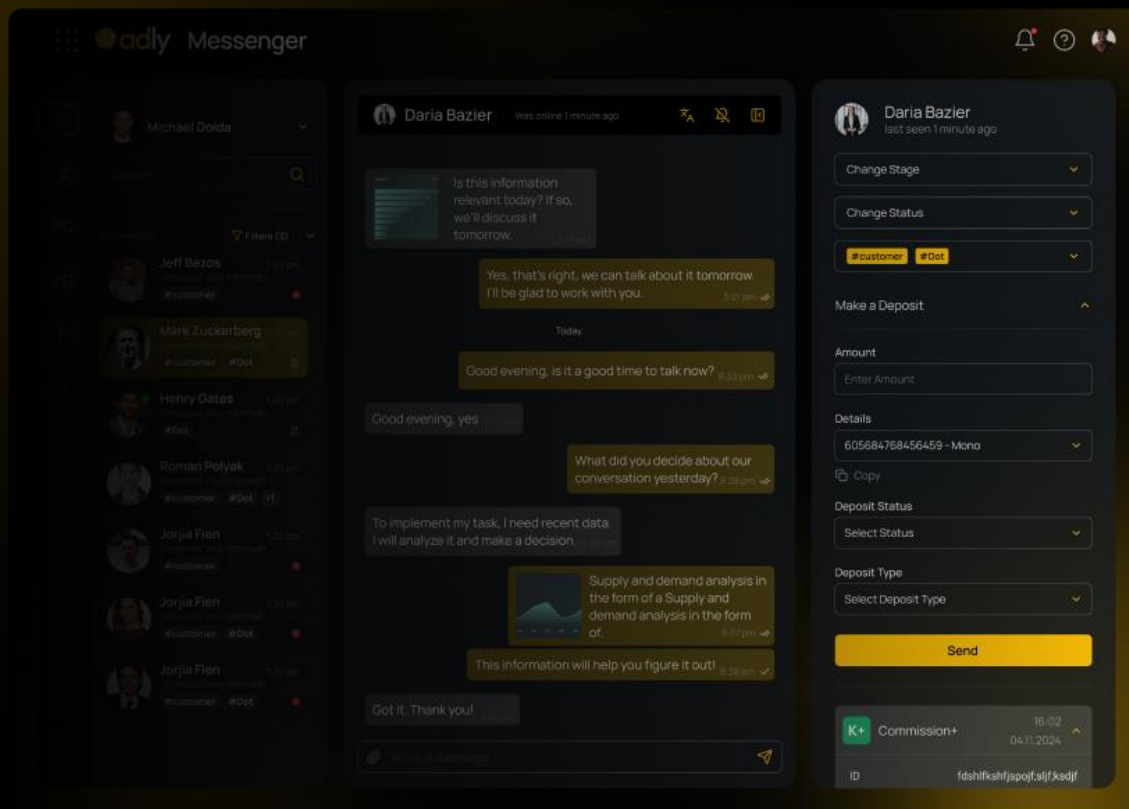 adly Messenger
Michael Doida
Search
Filters (3)
Jeff Bezos
#customer
Mark Zuckerberg
#customer #Dot
Henry Gates
Roman Polyak
#customer #Dot +1
Jorjia Fien
#customer
Jorjia Fien
#customer #Dot
Jorjia Fien
#customer #Dot
Daria Bazier
Was online 1 minute ago
Is this information
relevant today? If so,
we'll discuss it
tomorrow.
Yes, that's right, we can talk about it tomorrow.
I'll be glad to work with you.
5:21 pm
Today
Good evening, is it a good time to talk now?
Good evening, yes
What did you decide about our
conversation yesterday?
To implement my task, I need recent data.
I will analyze it and make a decision.
Supply and demand analysis in
the form of a Supply and
demand analysis in the form
of.
This information will help you figure it out!
Got it. Thank you!
Write a message
Daria Bazier
last seen 1 minute ago
Change Stage
Change Status
#customer #Dot
Make a Deposit
Amount
Enter Amount
Details
605684768456459 - Mono
Copy
Deposit Status
Select Status
Deposit Type
Select Deposit Type
Send
K+ Commission+
16:02
04.11.2024
ID
fdshlfkshfjspojf;sljf;ksdjf